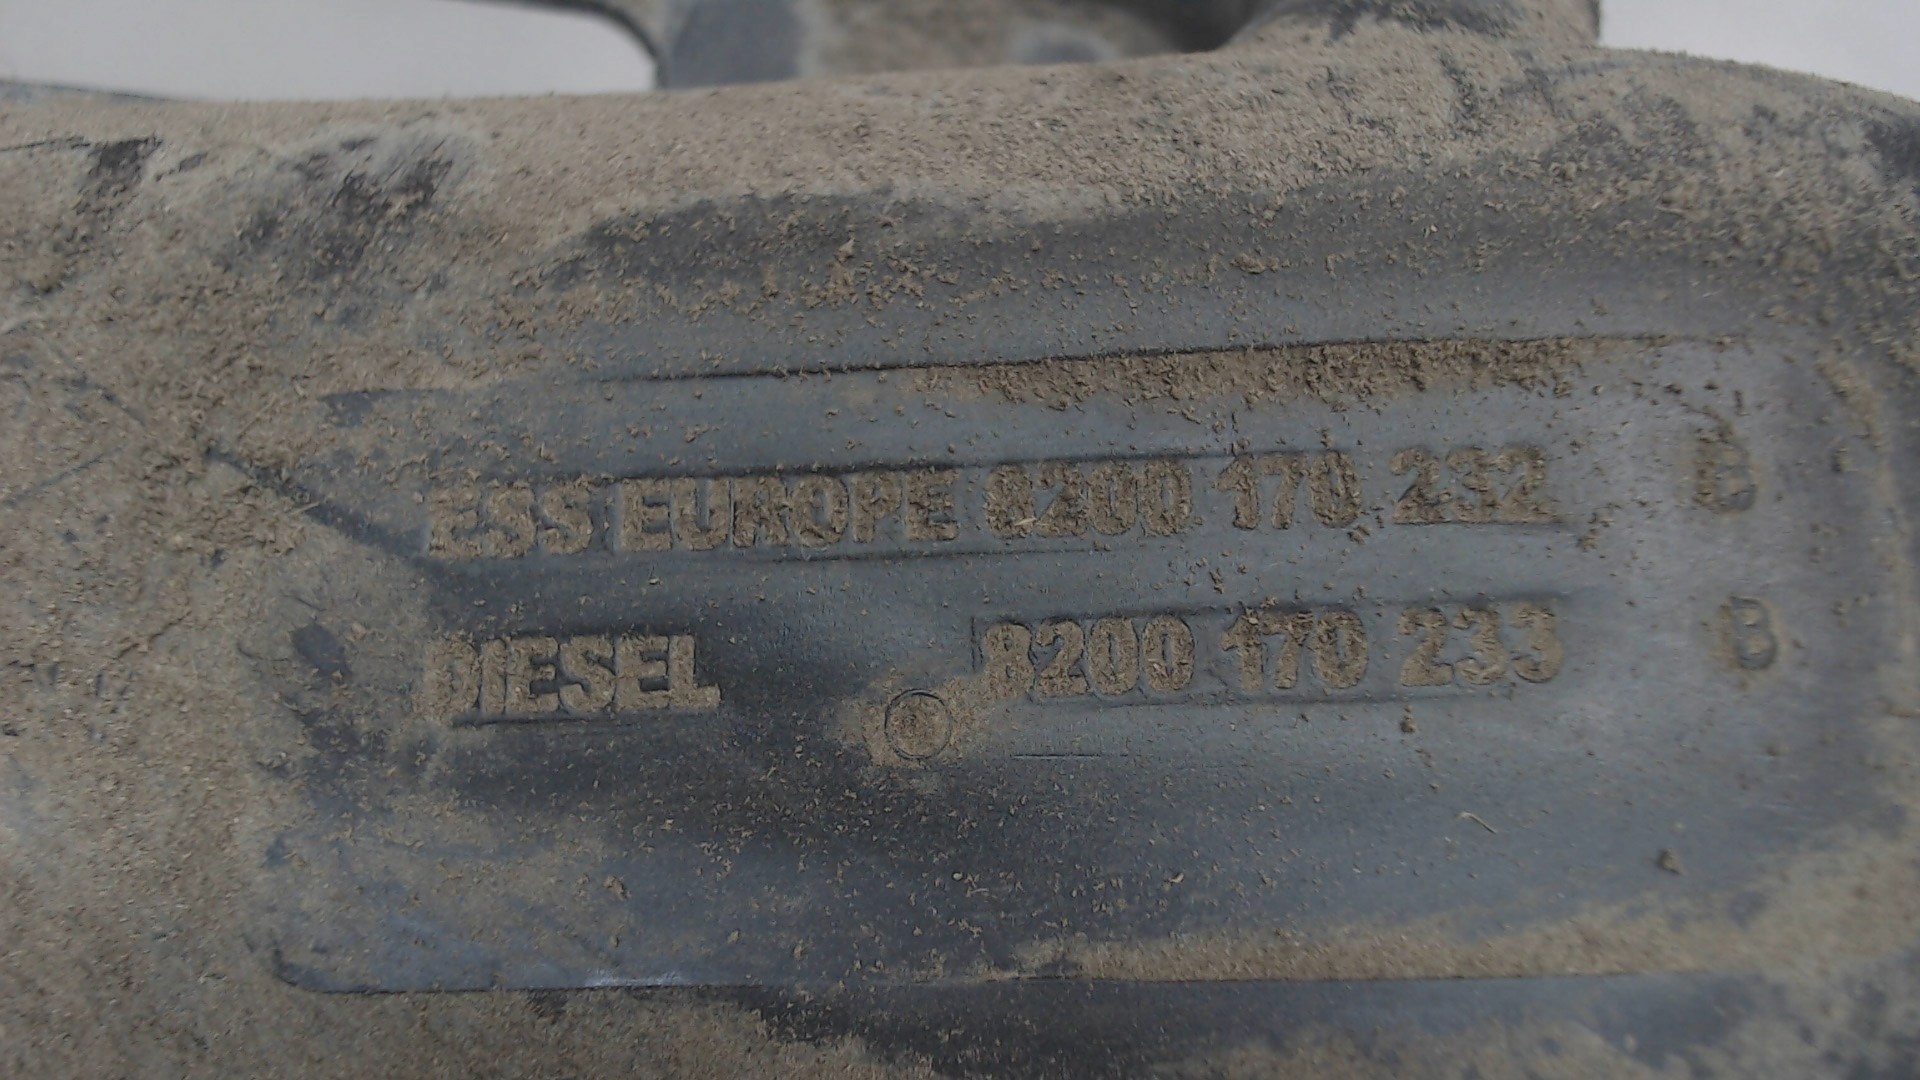 ESS EUROPE 8200 170 232 B
DIESEL 8200 170 233 B